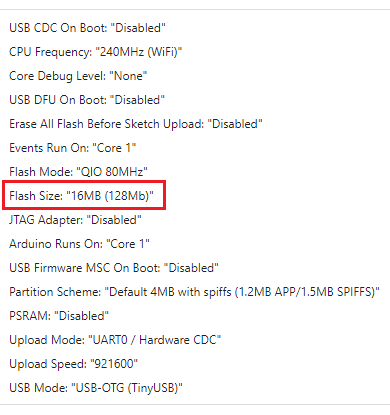 USB CDC On Boot: "Disabled"
CPU Frequency: "240MHz (WiFi)"
Core Debug Level: "None"
USB DFU On Boot: "Disabled"
Erase All Flash Before Sketch Upload: "Disabled"
Events Run On: "Core 1"
Flash Mode: "QIO 80MHz"
Flash Size: "16MB (128Mb)"
JTAG Adapter: "Disabled"
Arduino Runs On: "Core 1"
USB Firmware MSC On Boot: "Disabled"
Partition Scheme: "Default 4MB with spiffs (1.2MB APP/1.5MB SPIFFS)"
PSRAM: "Disabled"
Upload Mode: "UART0 / Hardware CDC"
Upload Speed: "921600"
USB Mode: "USB-OTG (TinyUSB)"